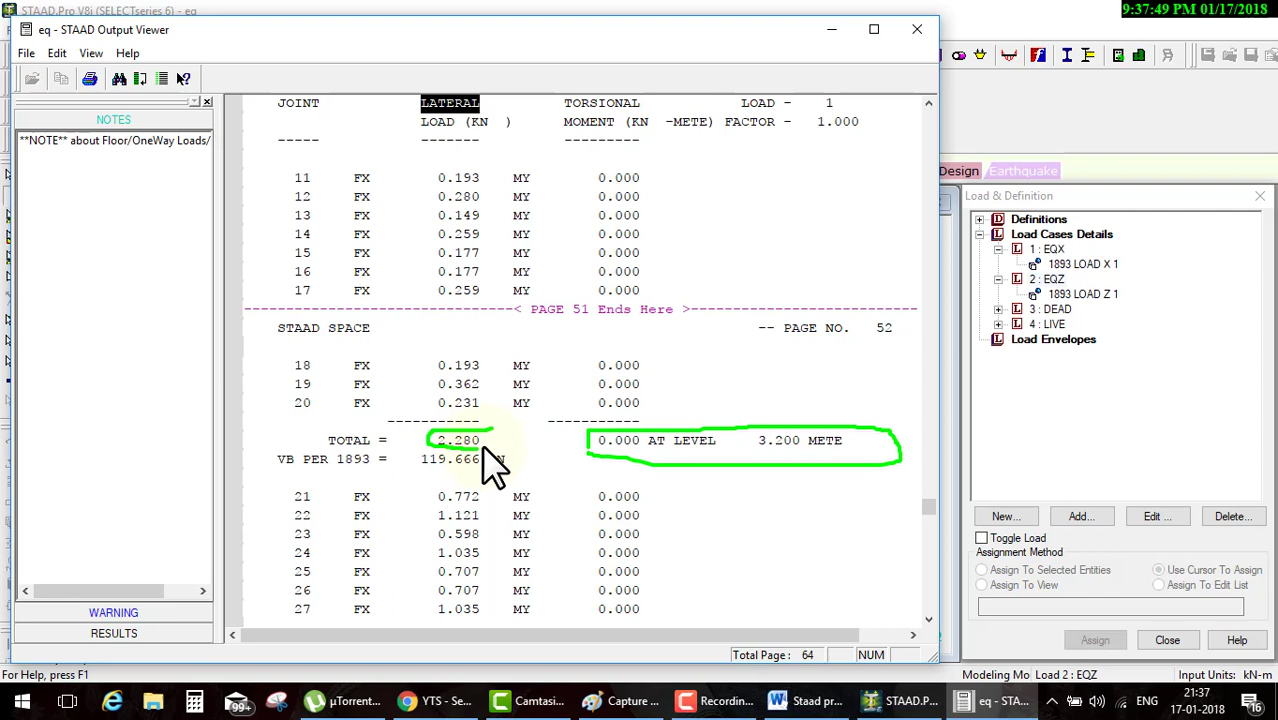 STAAD.Pro V8i (SELECTseries 6) - eq
9:37:49 PM 01/17/2018
eq - STAAD Output Viewer
File Edit View Help
NOTES
**NOTE** about Floor/OneWay Loads/
WARNING
RESULTS
JOINT LATERAL TORSIONAL LOAD - 1
LOAD (KN ) MOMENT (KN -METE) FACTOR - 1.000
----- ------- ---------
11 FX 0.193 MY 0.000
12 FX 0.280 MY 0.000
13 FX 0.149 MY 0.000
14 FX 0.259 MY 0.000
15 FX 0.177 MY 0.000
16 FX 0.177 MY 0.000
17 FX 0.259 MY 0.000
< PAGE 51 Ends Here >
STAAD SPACE -- PAGE NO. 52
18 FX 0.193 MY 0.000
19 FX 0.362 MY 0.000
20 FX 0.231 MY 0.000
----------- -----------
TOTAL = 2.280 0.000 AT LEVEL 3.200 METE
VB PER 1893 = 119.666
21 FX 0.772 MY 0.000
22 FX 1.121 MY 0.000
23 FX 0.598 MY 0.000
24 FX 1.035 MY 0.000
25 FX 0.707 MY 0.000
26 FX 0.707 MY 0.000
27 FX 1.035 MY 0.000
Total Page : 64 NUM
Design Earthquake
Load & Definition
Definitions
Load Cases Details
1 : EQX
1893 LOAD X 1
2 : EQZ
1893 LOAD Z 1
3 : DEAD
4 : LIVE
Load Envelopes
New... Add... Edit ... Delete...
Toggle Load
Assignment Method
Assign To Selected Entities Use Cursor To Assign
Assign To View Assign To Edit List
Assign Close Help
For Help, press F1
Modeling Mo Load 2 : EQZ Input Units: kN-m
99+ µTorrent... YTS - Se... Camtasi... Capture ... Recordin... Staad pr... STAAD.P... eq - STA... ENG 21:37
17-01-2018 16